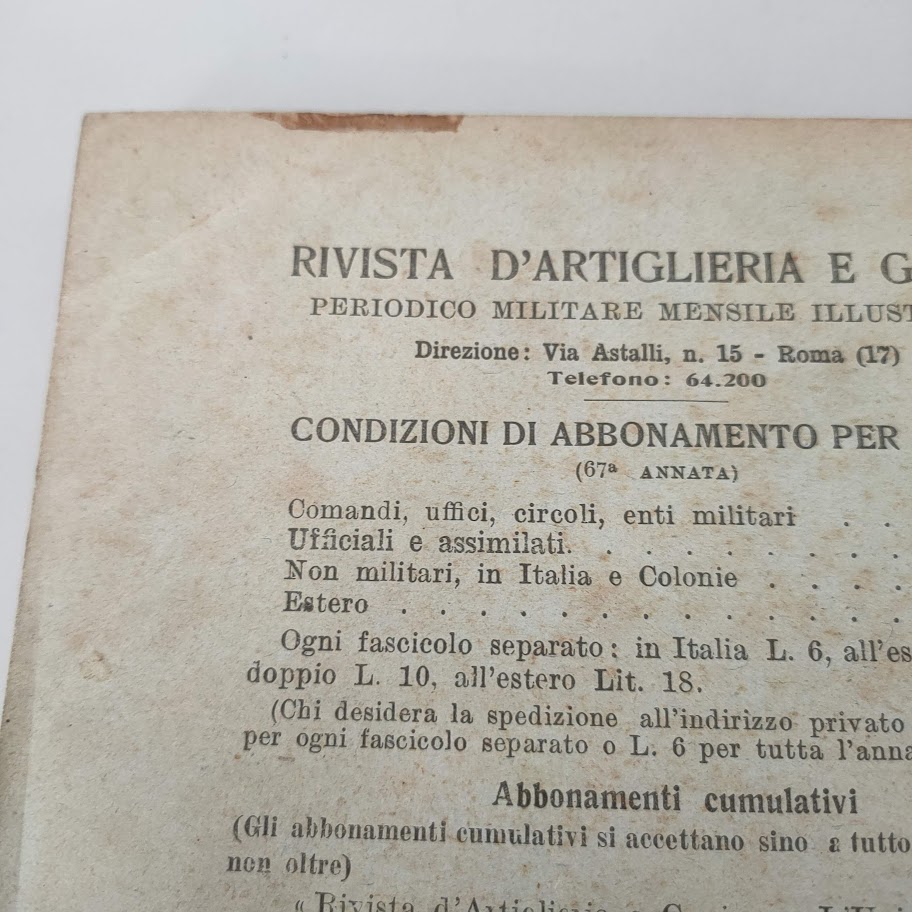 RIVISTA D'ARTIGLIERIA E G
PERIODICO MILITARE MENSILE ILLUST
Direzione: Via Astalli, n. 15 - Roma (17)
Telefono: 64.200
CONDIZIONI DI ABBONAMENTO PER
(67ª ANNATA)
Comandi, uffici, circoli, enti militari . .
Ufficiali e assimilati. . . . . . . . .
Non militari, in Italia e Colonie . . . .
Estero . . . . . . . . . . . . .
Ogni fascicolo separato: in Italia L. 6, all'es
doppio L. 10, all'estero Lit. 18.
(Chi desidera la spedizione all'indirizzo privato
per ogni fascicolo separato o L. 6 per tutta l'anna
Abbonamenti cumulativi
(Gli abbonamenti cumulativi si accettano sino a tutto
non oltre)
« Rivista d'Artiglieria e